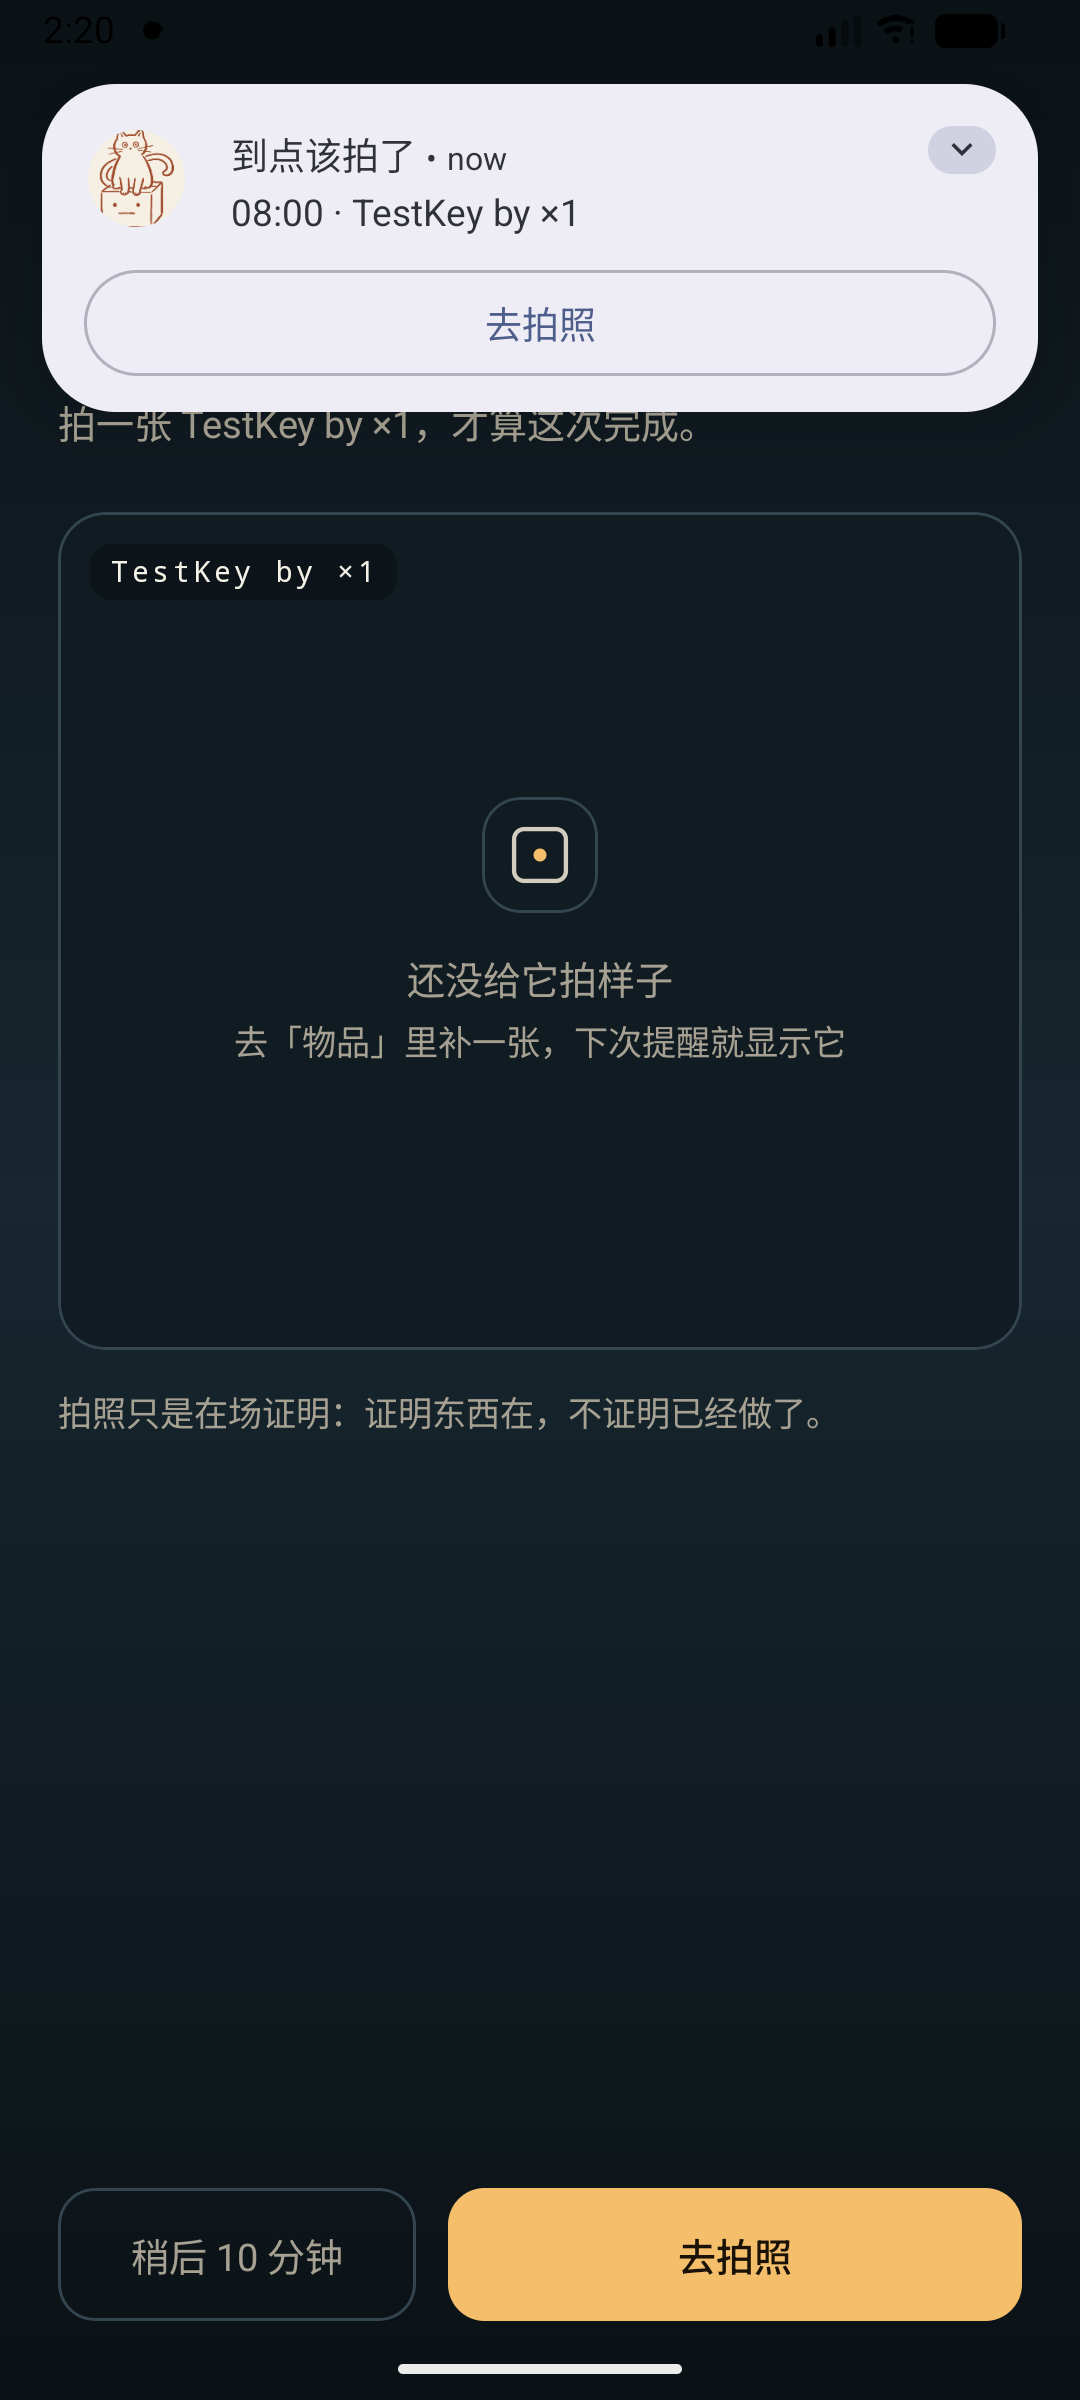 2:20
到点该拍了 • now
08:00 · TestKey by ×1
去拍照
拍一张 TestKey by ×1，才算这次完成。
TestKey by ×1
还没给它拍样子
去「物品」里补一张，下次提醒就显示它
拍照只是在场证明：证明东西在，不证明已经做了。
稍后 10 分钟
去拍照